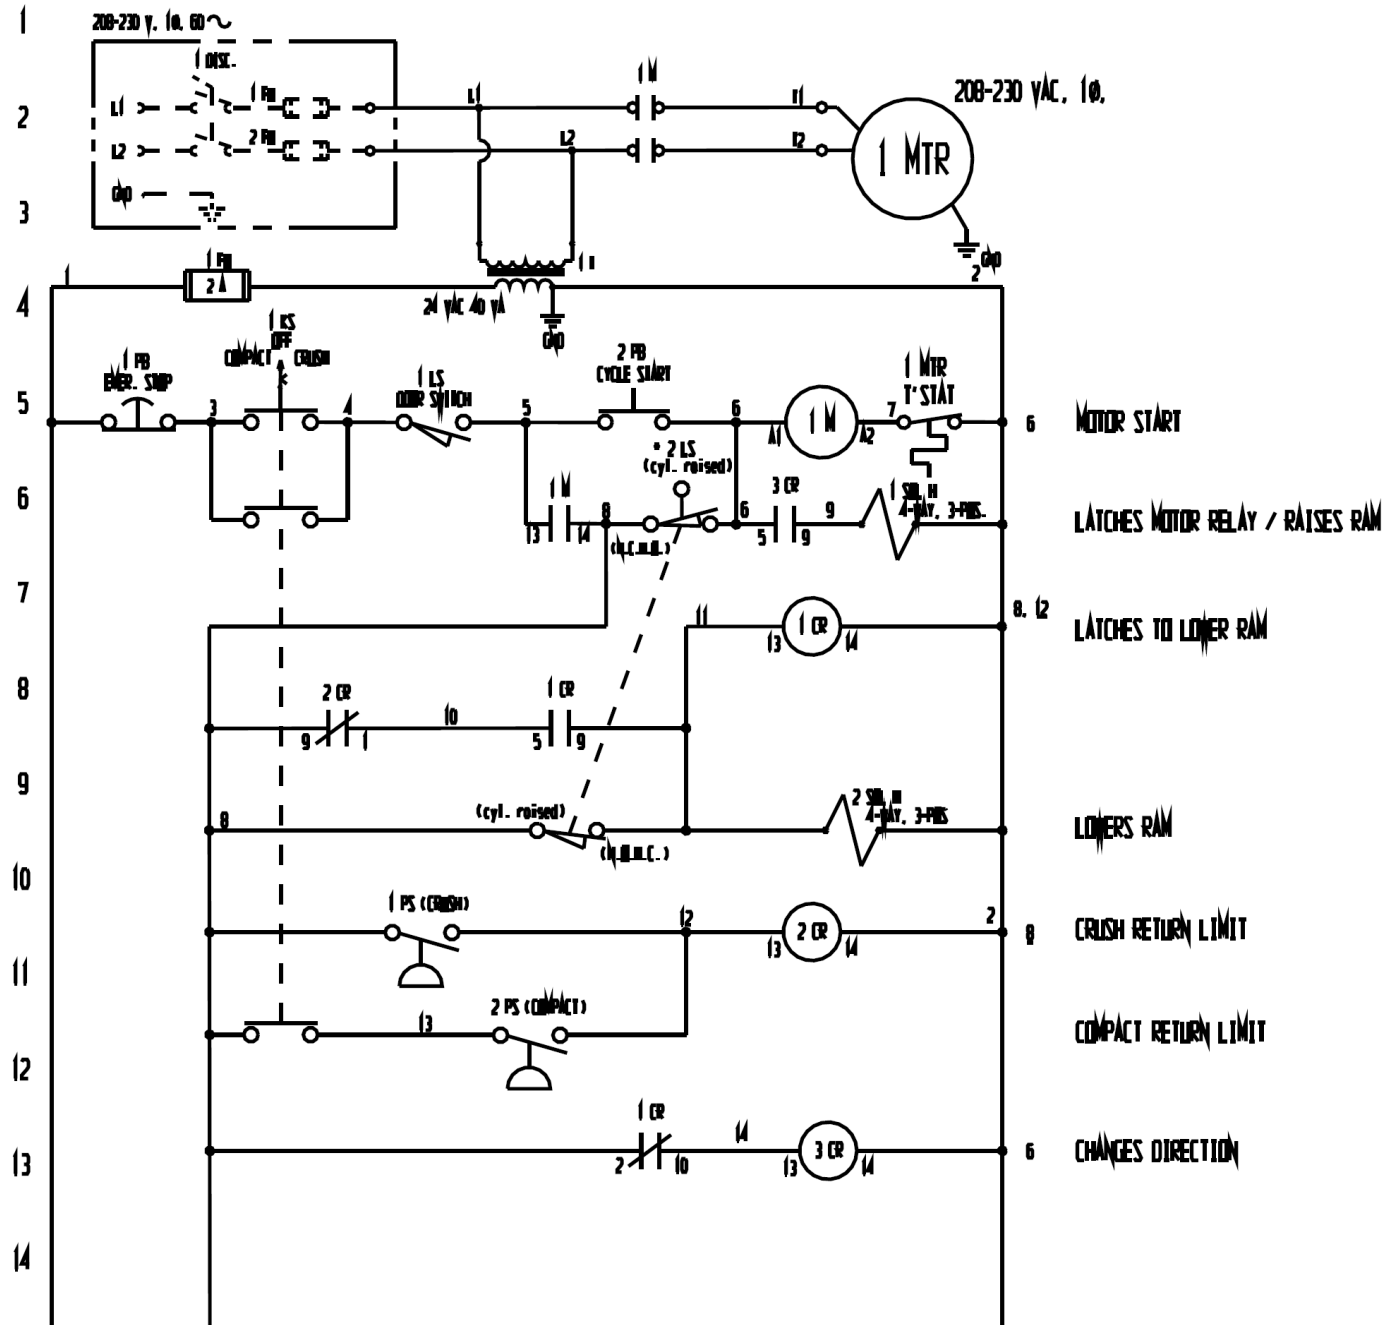 1
208-230 V, 1Ø, 60
1 DISC.
1 FU
1 M
208-230 VAC, 1Ø,
2
L1
L1
T1
L2
2 FU
L2
T2
1 MTR
GND
3
GND
1 FU
1
2 A
2
4
24 VAC 40 VA
GND
1 KS
OFF
COMPACT CRUSH
1 PB
EMER. STOP
1 LS
DOOR SWITCH
2 PB
CYCLE START
1 MTR
T'STAT
5
3
4
5
6
A1
1 M
A2
7
6
MOTOR START
* 2 LS
(cyl. raised)
6
1 M
3 CR
13
14
8
6
5
9
9
1 SOL
4-WAY, 3-POS.
LATCHES MOTOR RELAY / RAISES RAM
7
11
13
1 CR
14
8, 12
LATCHES TO LOWER RAM
8
2 CR
9
1
10
1 CR
5
9
9
8
(cyl. raised)
2 SOL
4-WAY, 3-POS
LOWERS RAM
10
1 PS (CRUSH)
12
13
2 CR
14
2
8
CRUSH RETURN LIMIT
11
13
2 PS (COMPACT)
COMPACT RETURN LIMIT
12
1 CR
2
10
14
13
3 CR
14
6
CHANGES DIRECTION
13
14